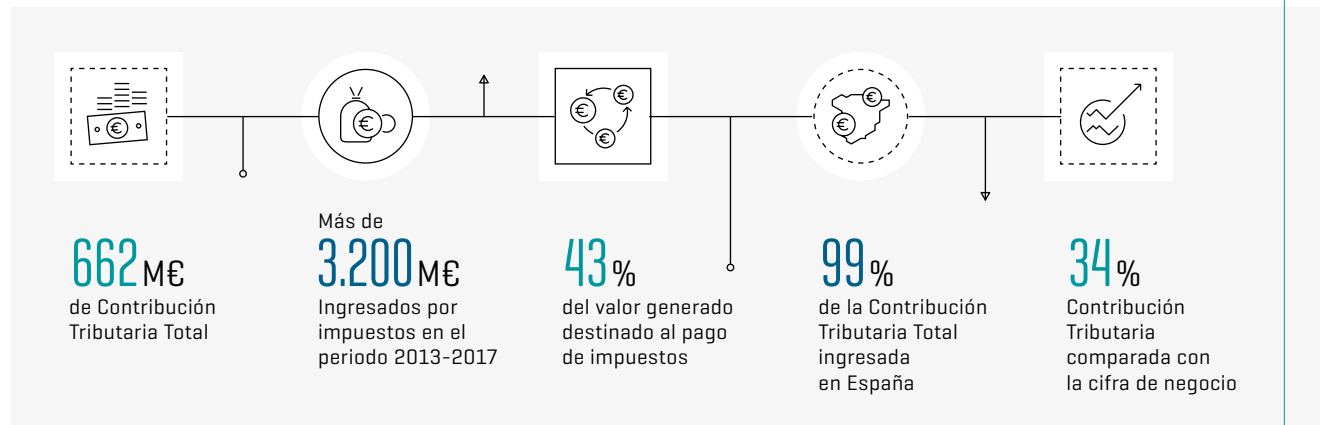 662 M€
de Contribución
Tributaria Total
Más de
3.200 M€
Ingresados por
impuestos en el
periodo 2013-2017
43 %
del valor generado
destinado al pago
de impuestos
99 %
de la Contribución
Tributaria Total
ingresada
en España
34 %
Contribución
Tributaria
comparada con
la cifra de negocio